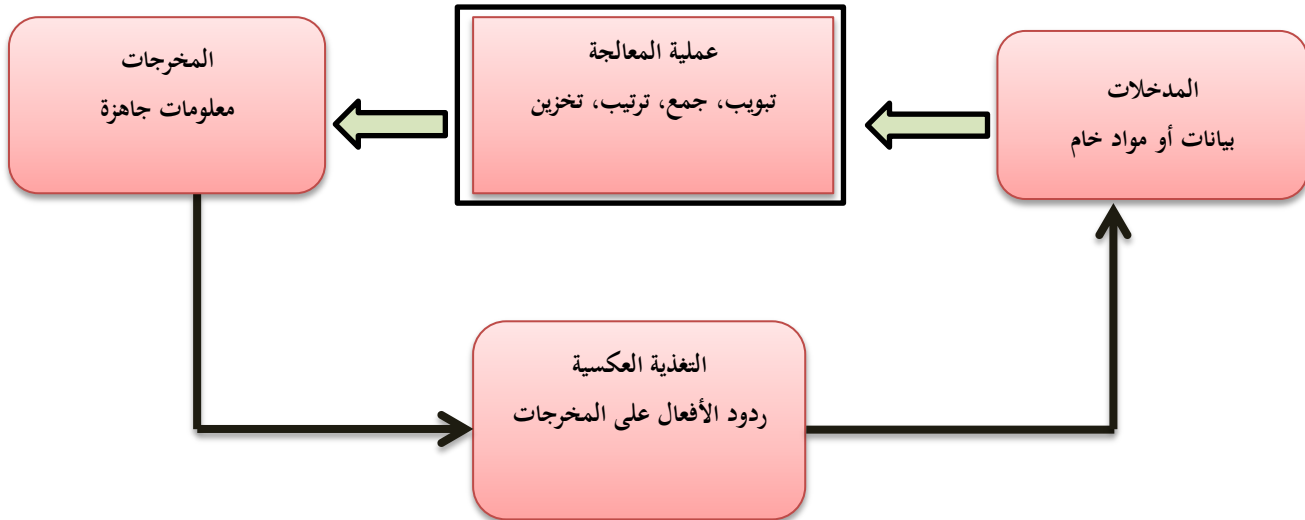 المدخلات
بيانات أو مواد خام
عملية المعالجة
تبويب، جمع، ترتيب، تخزين
المخرجات
معلومات جاهزة
التغذية العكسية
ردود الأفعال على المخرجات